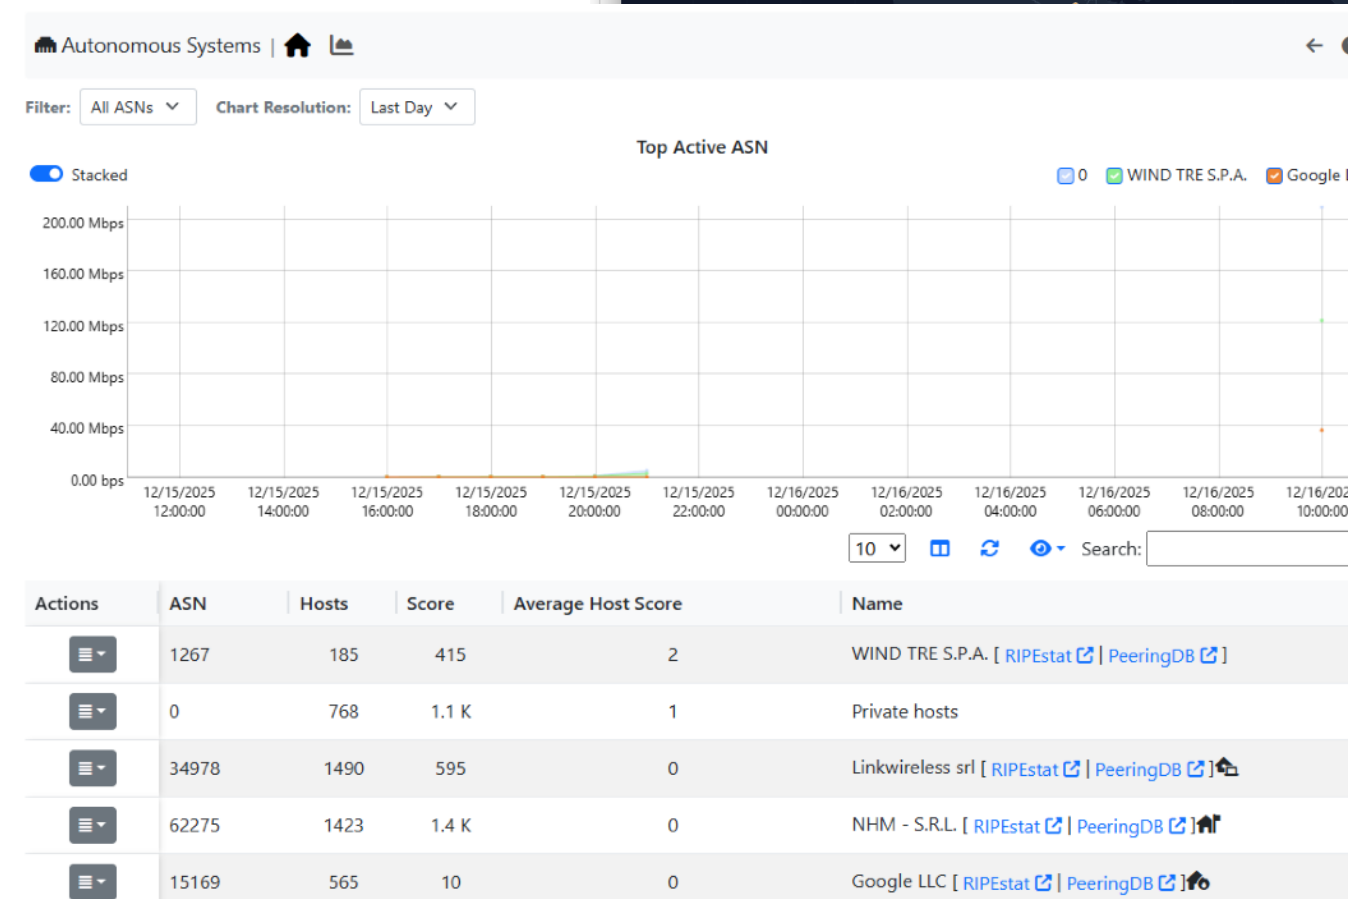 Autonomous Systems |
Filter: All ASNs Chart Resolution: Last Day
Top Active ASN
Stacked 0 WIND TRE S.P.A. Google
200.00 Mbps
160.00 Mbps
120.00 Mbps
80.00 Mbps
40.00 Mbps
0.00 bps
12/15/2025 12/15/2025 12/15/2025 12/15/2025 12/15/2025 12/15/2025 12/16/2025 12/16/2025 12/16/2025 12/16/2025 12/16/2025 12/16/202
12:00:00 14:00:00 16:00:00 18:00:00 20:00:00 22:00:00 00:00:00 02:00:00 04:00:00 06:00:00 08:00:00 10:00:00
10 Search:
Actions ASN Hosts Score Average Host Score Name
1267 185 415 2 WIND TRE S.P.A. [ RIPEstat | PeeringDB ]
0 768 1.1 K 1 Private hosts
34978 1490 595 0 Linkwireless srl [ RIPEstat | PeeringDB ]
62275 1423 1.4 K 0 NHM - S.R.L. [ RIPEstat | PeeringDB ]
15169 565 10 0 Google LLC [ RIPEstat | PeeringDB ]